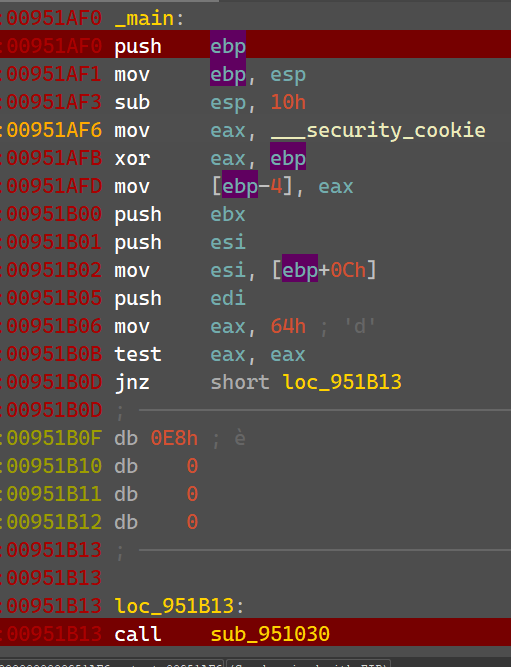 :00951AF0 _main:
:00951AF0 push ebp
:00951AF1 mov ebp, esp
:00951AF3 sub esp, 10h
:00951AF6 mov eax, ___security_cookie
:00951AFB xor eax, ebp
:00951AFD mov [ebp-4], eax
:00951B00 push ebx
:00951B01 push esi
:00951B02 mov esi, [ebp+0Ch]
:00951B05 push edi
:00951B06 mov eax, 64h ; 'd'
:00951B0B test eax, eax
:00951B0D jnz short loc_951B13
:00951B0D ;
:00951B0F db 0E8h ; è
:00951B10 db 0
:00951B11 db 0
:00951B12 db 0
:00951B13 ;
:00951B13
:00951B13 loc_951B13:
:00951B13 call sub_951030